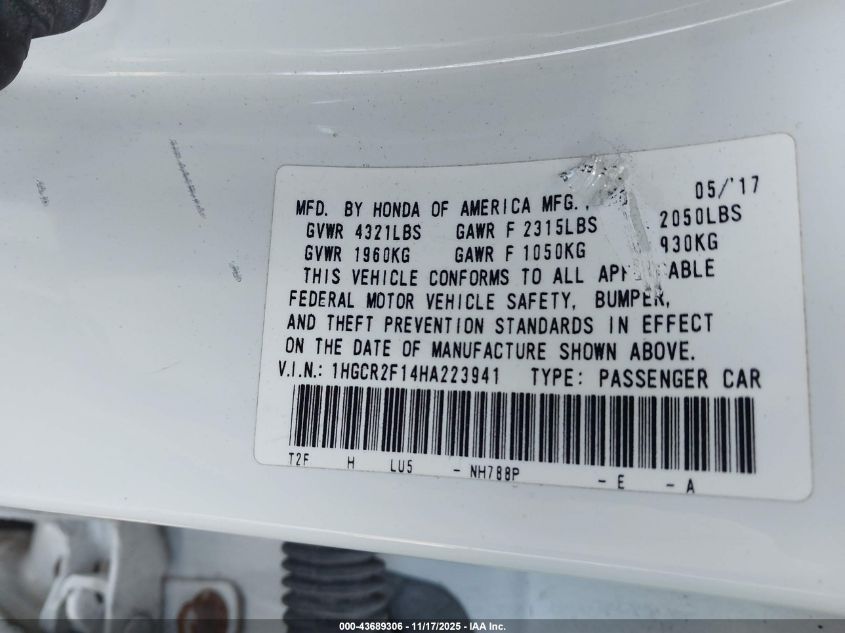 05/'17
MFD. BY HONDA OF AMERICA MFG.,
GVWR 4321LBS GAWR F 2315LBS 2050LBS
GVWR 1960KG GAWR F 1050KG 930KG
THIS VEHICLE CONFORMS TO ALL
FEDERAL MOTOR VEHICLE SAFETY, BUMPER,
AND THEFT PREVENTION STANDARDS IN EFFECT
ON THE DATE OF MANUFACTURE SHOWN ABOVE.
V.I.N.: 1HGCR2F14HA223941 TYPE: PASSENGER CAR
T2F H LU5 - NH788P - E - A
000-43689306 - 11/17/2025 - IAA Inc.